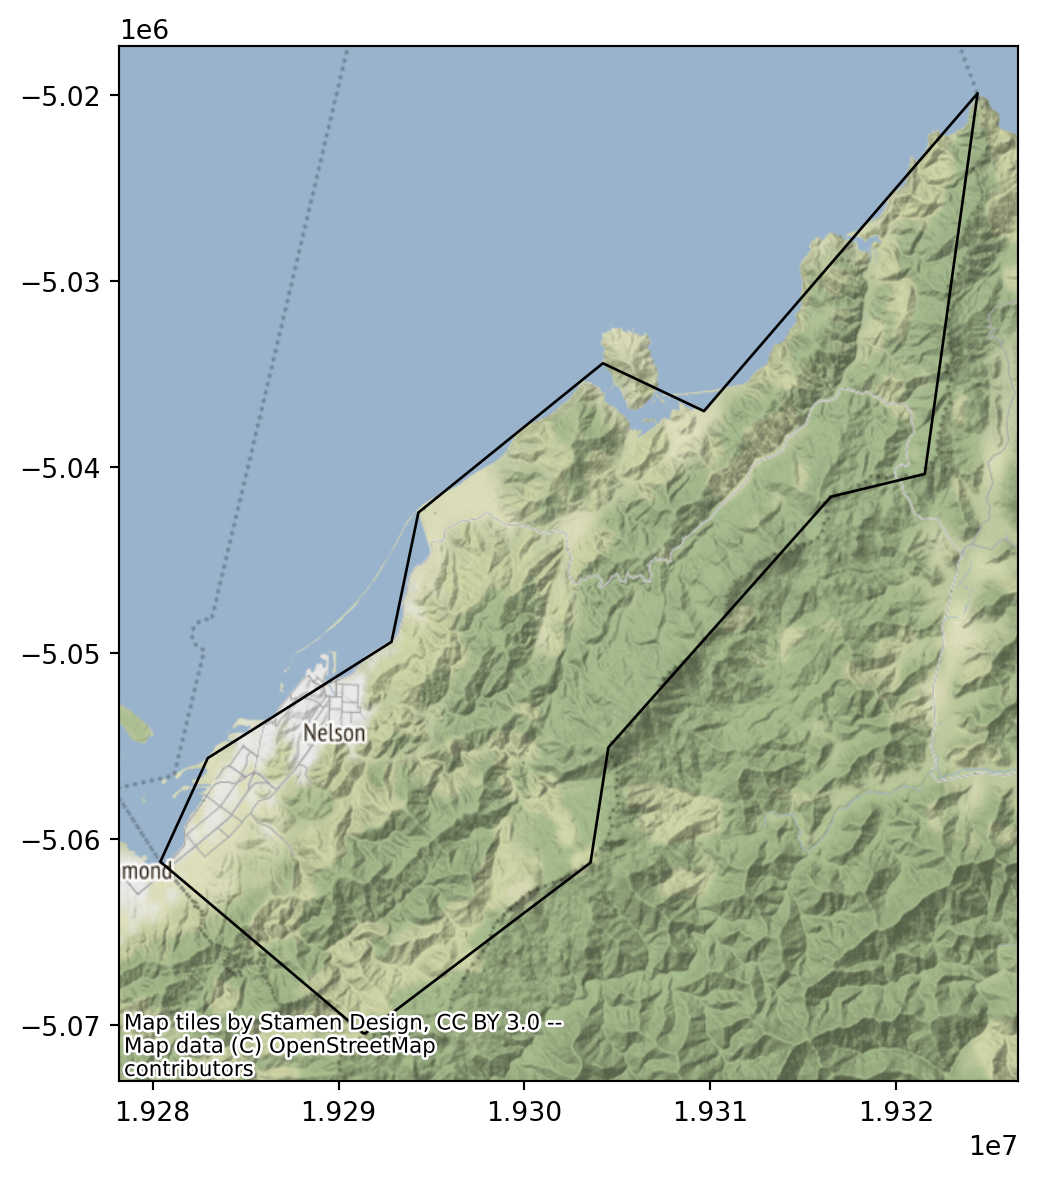 1e6
−5.02
−5.03
−5.04
−5.05
−5.06
−5.07
Nelson
mond
Map tiles by Stamen Design, CC BY 3.0 --
Map data (C) OpenStreetMap
contributors
1.928 1.929 1.930 1.931 1.932
1e7